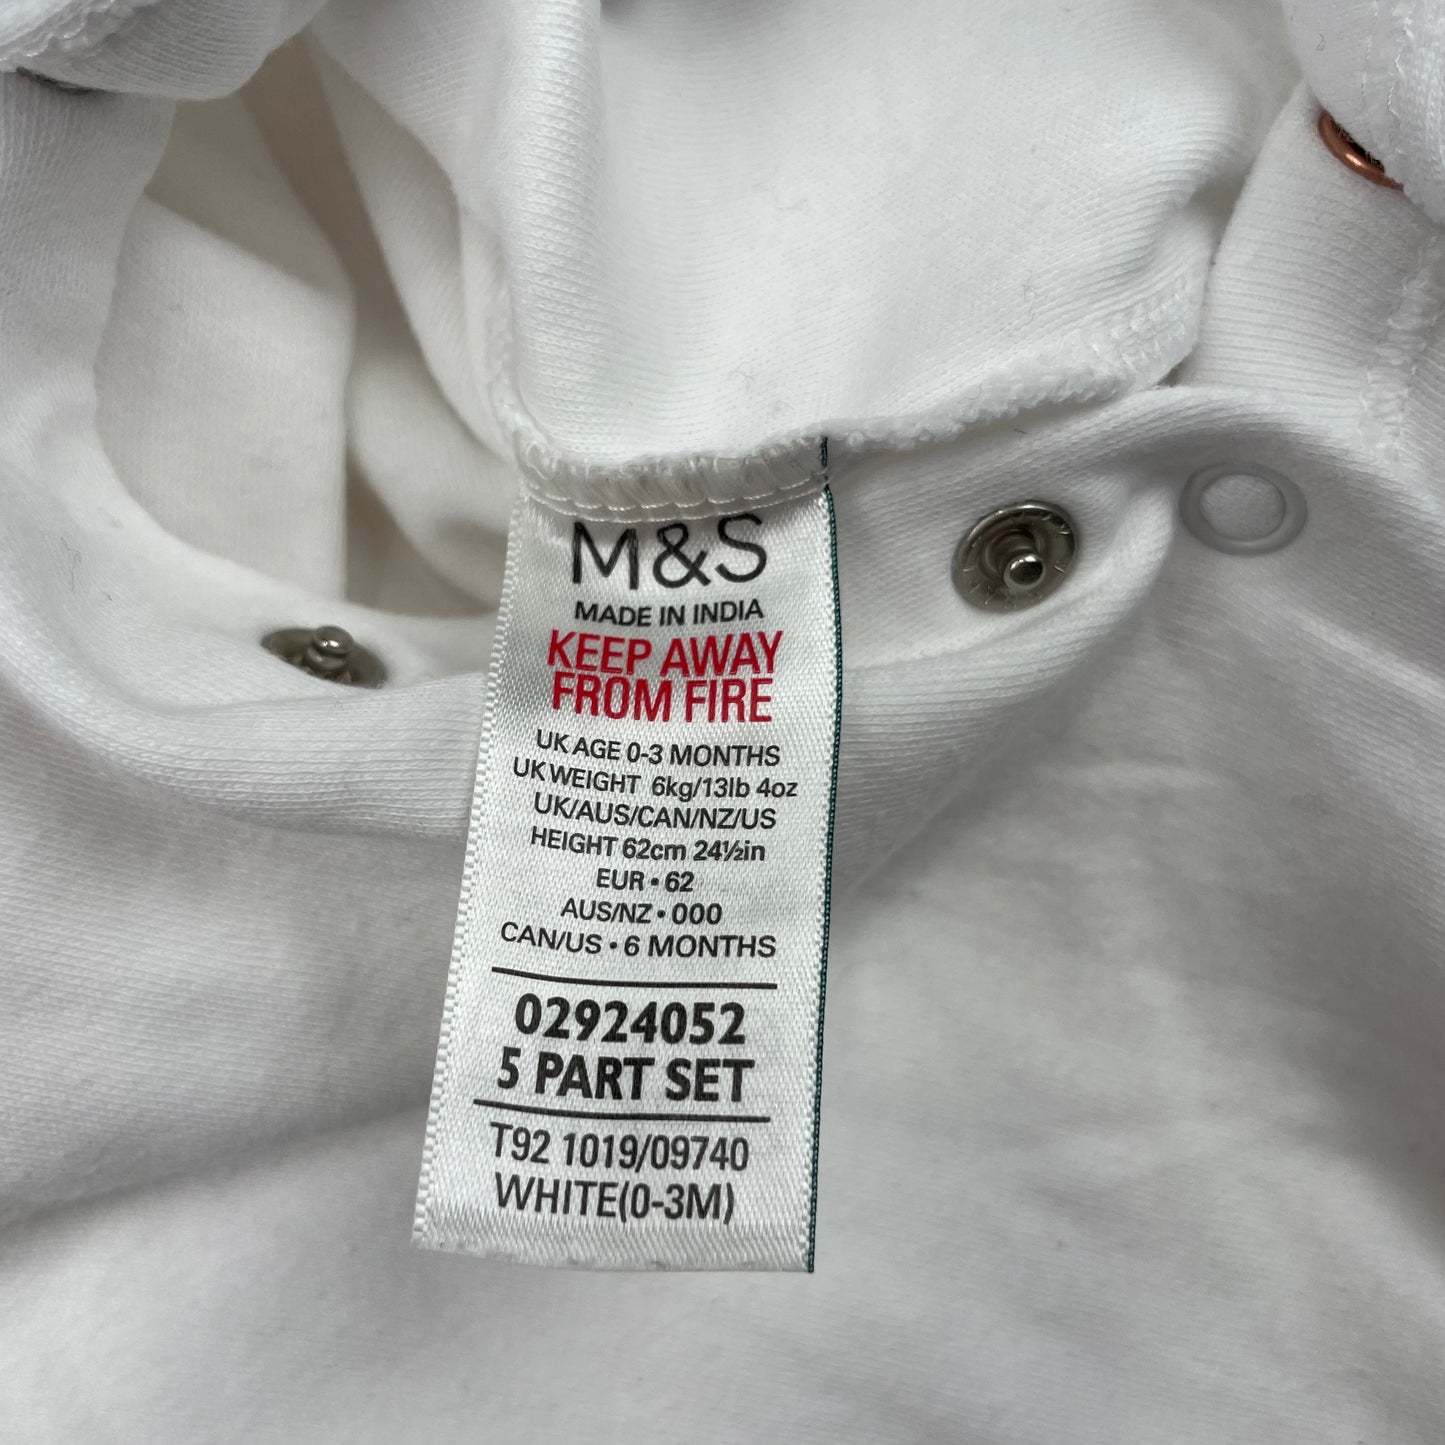 M&S
MADE IN INDIA
KEEP AWAY
FROM FIRE
UK AGE 0-3 MONTHS
UK WEIGHT 6kg/13lb 4oz
UK/AUS/CAN/NZ/US
HEIGHT 62cm 24½in
EUR • 62
AUS/NZ • 000
CAN/US • 6 MONTHS
02924052
5 PART SET
T92 1019/09740
WHITE(0-3M)